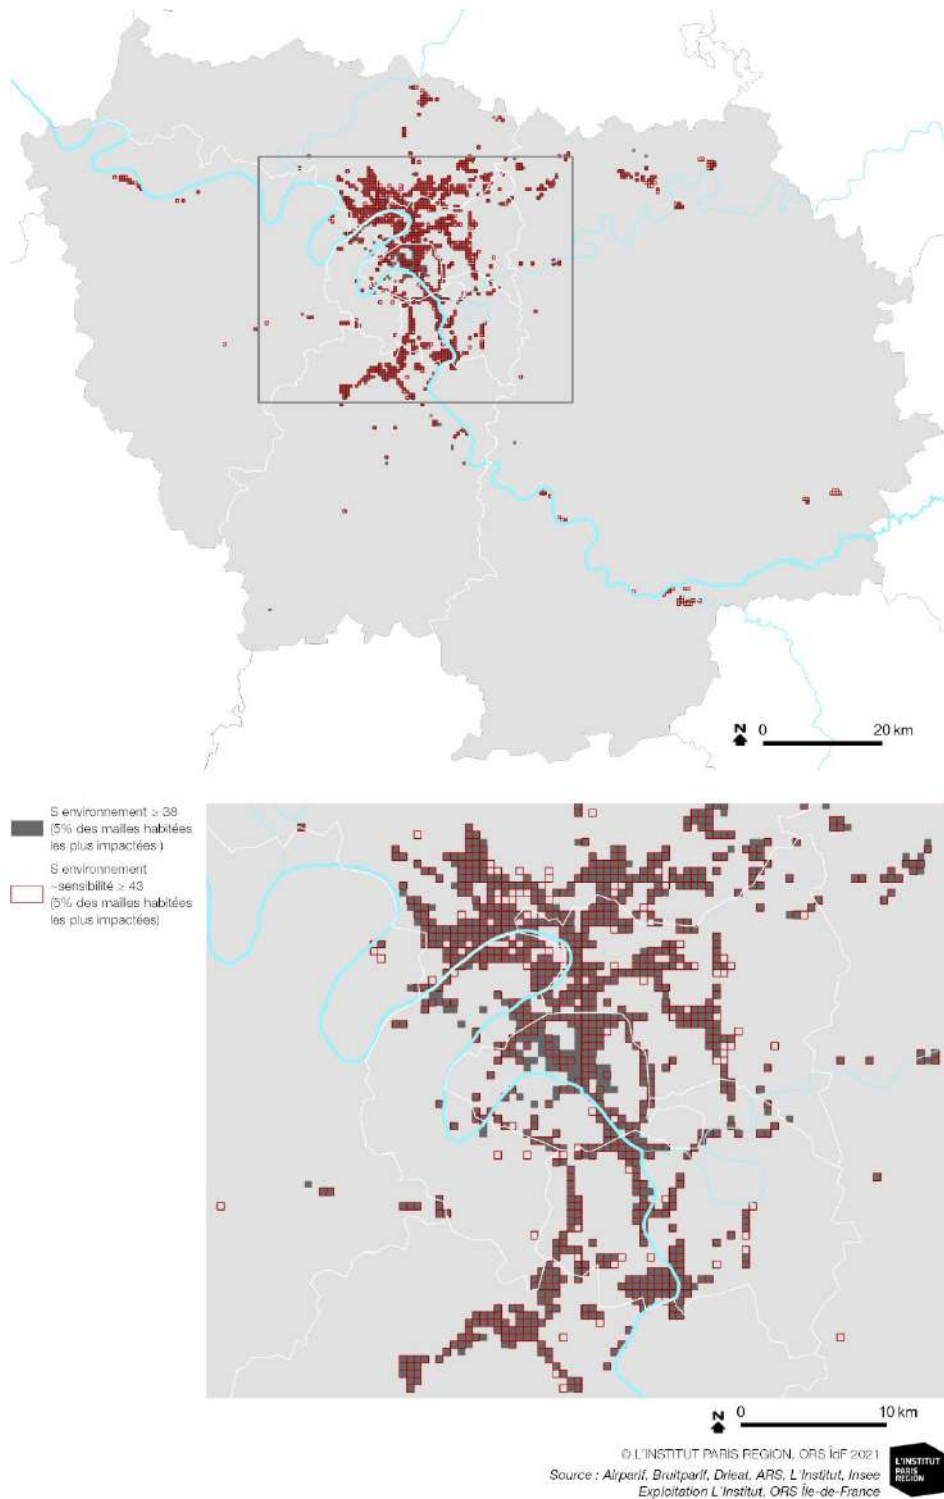 N 0 20 km
S environnement ≥ 38
(5% des mailles habitées
les plus impactées )
S environnement
-sensibilité ≥ 43
(5% des mailles habitées
les plus impactées)
N 0 10 km
© L'INSTITUT PARIS REGION, ORS ÎdF 2021
Source : Airparif, Bruitparif, Drieat, ARS, L'Institut, Insee
Exploitation L'Institut, ORS Île-de-France
L'INSTITUT
PARIS
REGION